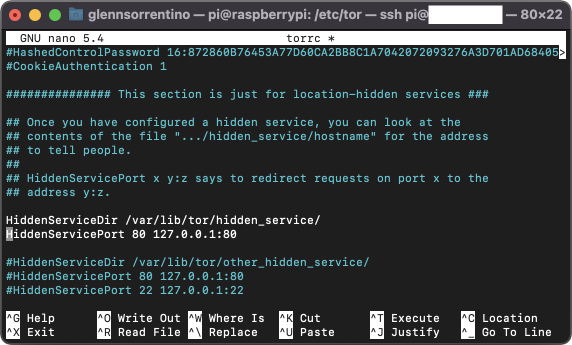 glennsorrentino — pi@raspberrypi: /etc/tor — ssh pi@ — 80×22
GNU nano 5.4 torrc *
#HashedControlPassword 16:872860B76453A77D60CA2BB8C1A7042072093276A3D701AD68405>
#CookieAuthentication 1
############### This section is just for location-hidden services ###
## Once you have configured a hidden service, you can look at the
## contents of the file ".../hidden_service/hostname" for the address
## to tell people.
##
## HiddenServicePort x y:z says to redirect requests on port x to the
## address y:z.
HiddenServiceDir /var/lib/tor/hidden_service/
HiddenServicePort 80 127.0.0.1:80
#HiddenServiceDir /var/lib/tor/other_hidden_service/
#HiddenServicePort 80 127.0.0.1:80
#HiddenServicePort 22 127.0.0.1:22
^G Help ^O Write Out ^W Where Is ^K Cut ^T Execute ^C Location
^X Exit ^R Read File ^\ Replace ^U Paste ^J Justify ^_ Go To Line